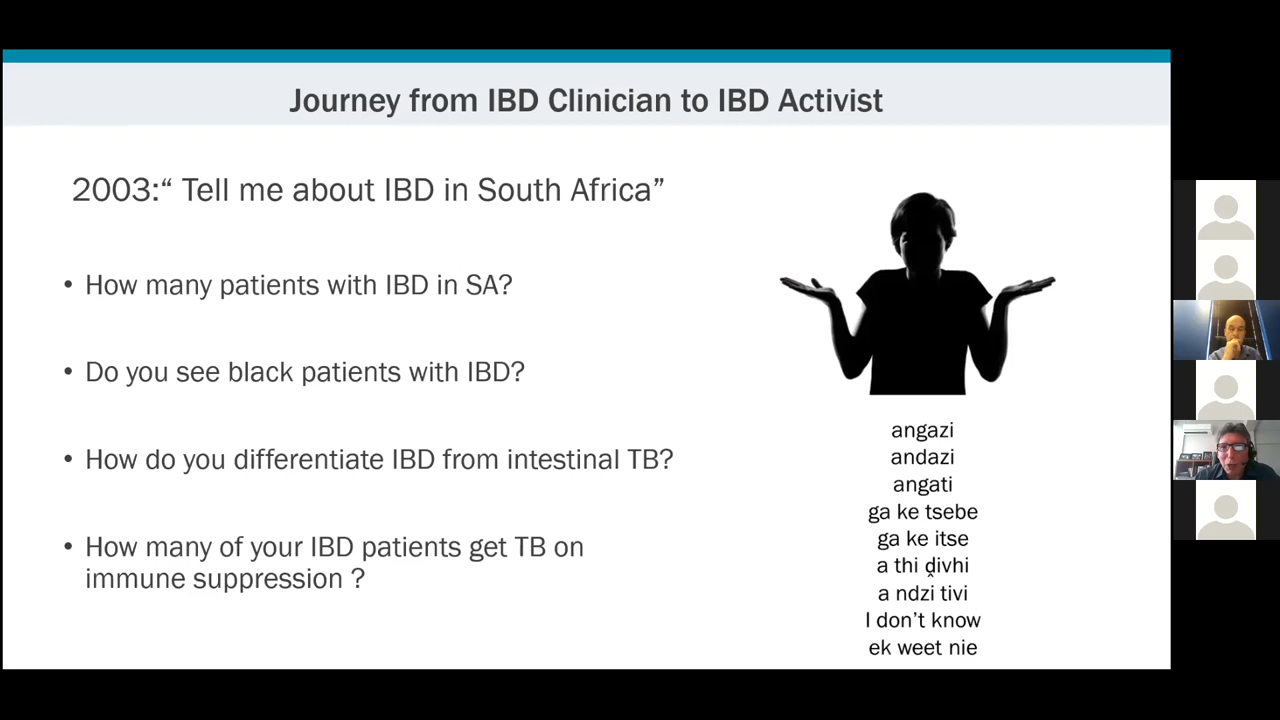 Journey from IBD Clinician to IBD Activist
2003:“ Tell me about IBD in South Africa”
• How many patients with IBD in SA?
• Do you see black patients with IBD?
• How do you differentiate IBD from intestinal TB?
• How many of your IBD patients get TB on
immune suppression ?
angazi
andazi
angati
ga ke tsebe
ga ke itse
a thi ḓivhi
a ndzi tivi
I don’t know
ek weet nie